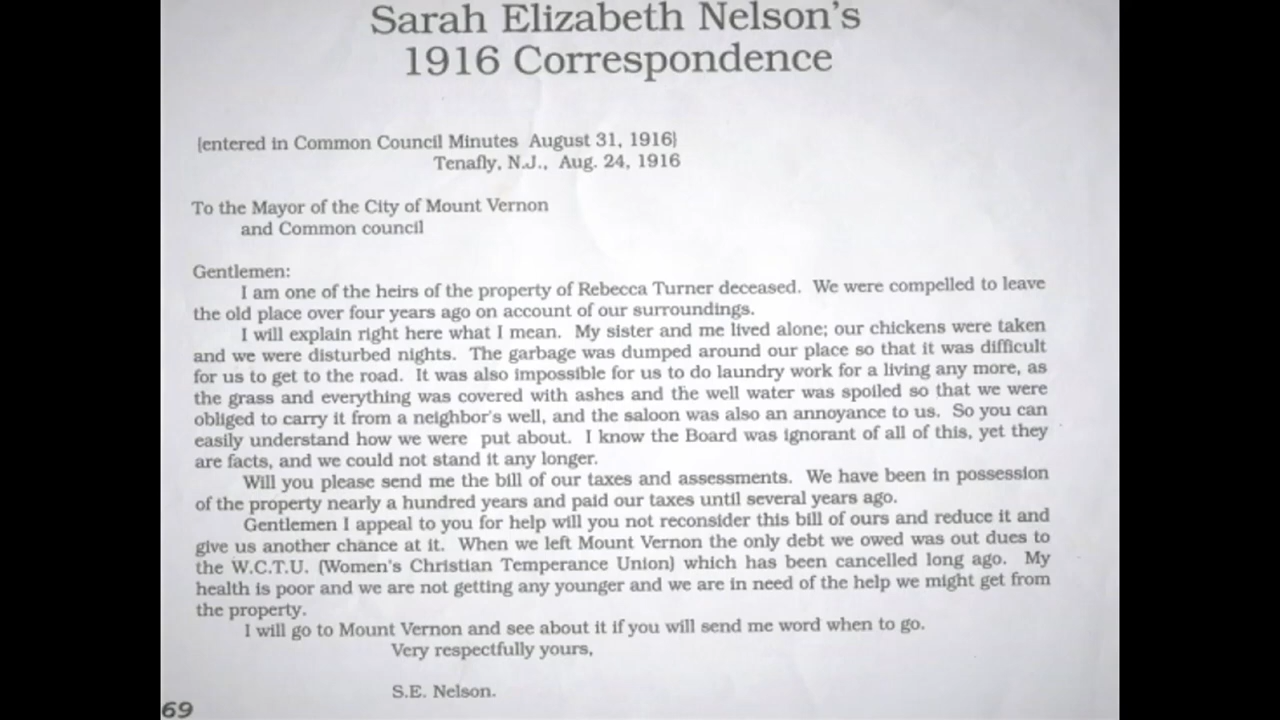 Sarah Elizabeth Nelson's
1916 Correspondence
[entered in Common Council Minutes August 31, 1916]
Tenafly, N.J., Aug. 24, 1916
To the Mayor of the City of Mount Vernon
and Common council
Gentlemen:
I am one of the heirs of the property of Rebecca Turner deceased. We were compelled to leave
the old place over four years ago on account of our surroundings.
I will explain right here what I mean. My sister and me lived alone; our chickens were taken
and we were disturbed nights. The garbage was dumped around our place so that it was difficult
for us to get to the road. It was also impossible for us to do laundry work for a living any more, as
the grass and everything was covered with ashes and the well water was spoiled so that we were
obliged to carry it from a neighbor's well, and the saloon was also an annoyance to us. So you can
easily understand how we were put about. I know the Board was ignorant of all of this, yet they
are facts, and we could not stand it any longer.
Will you please send me the bill of our taxes and assessments. We have been in possession
of the property nearly a hundred years and paid our taxes until several years ago.
Gentlemen I appeal to you for help will you not reconsider this bill of ours and reduce it and
give us another chance at it. When we left Mount Vernon the only debt we owed was out dues to
the W.C.T.U. (Women's Christian Temperance Union) which has been cancelled long ago. My
health is poor and we are not getting any younger and we are in need of the help we might get from
the property.
I will go to Mount Vernon and see about it if you will send me word when to go.
Very respectfully yours,
S.E. Nelson.
69